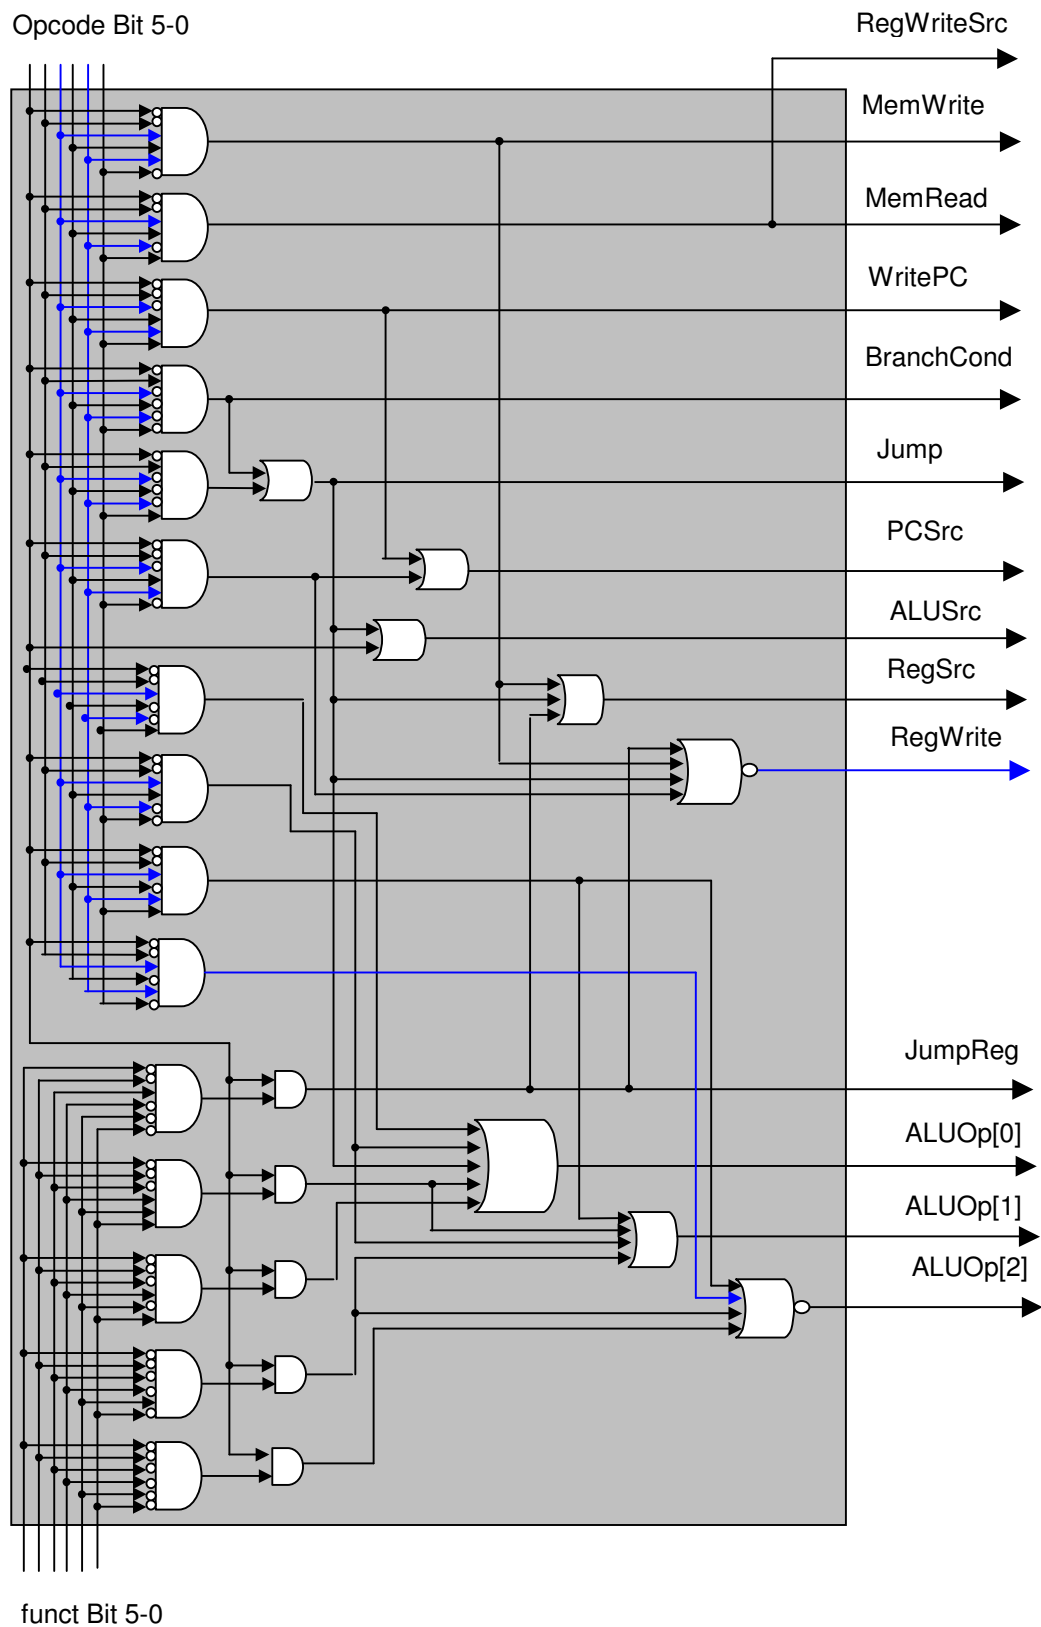 Opcode Bit 5-0
RegWriteSrc
MemWrite
MemRead
WritePC
BranchCond
Jump
PCSrc
ALUSrc
RegSrc
RegWrite
JumpReg
ALUOp[0]
ALUOp[1]
ALUOp[2]
funct Bit 5-0